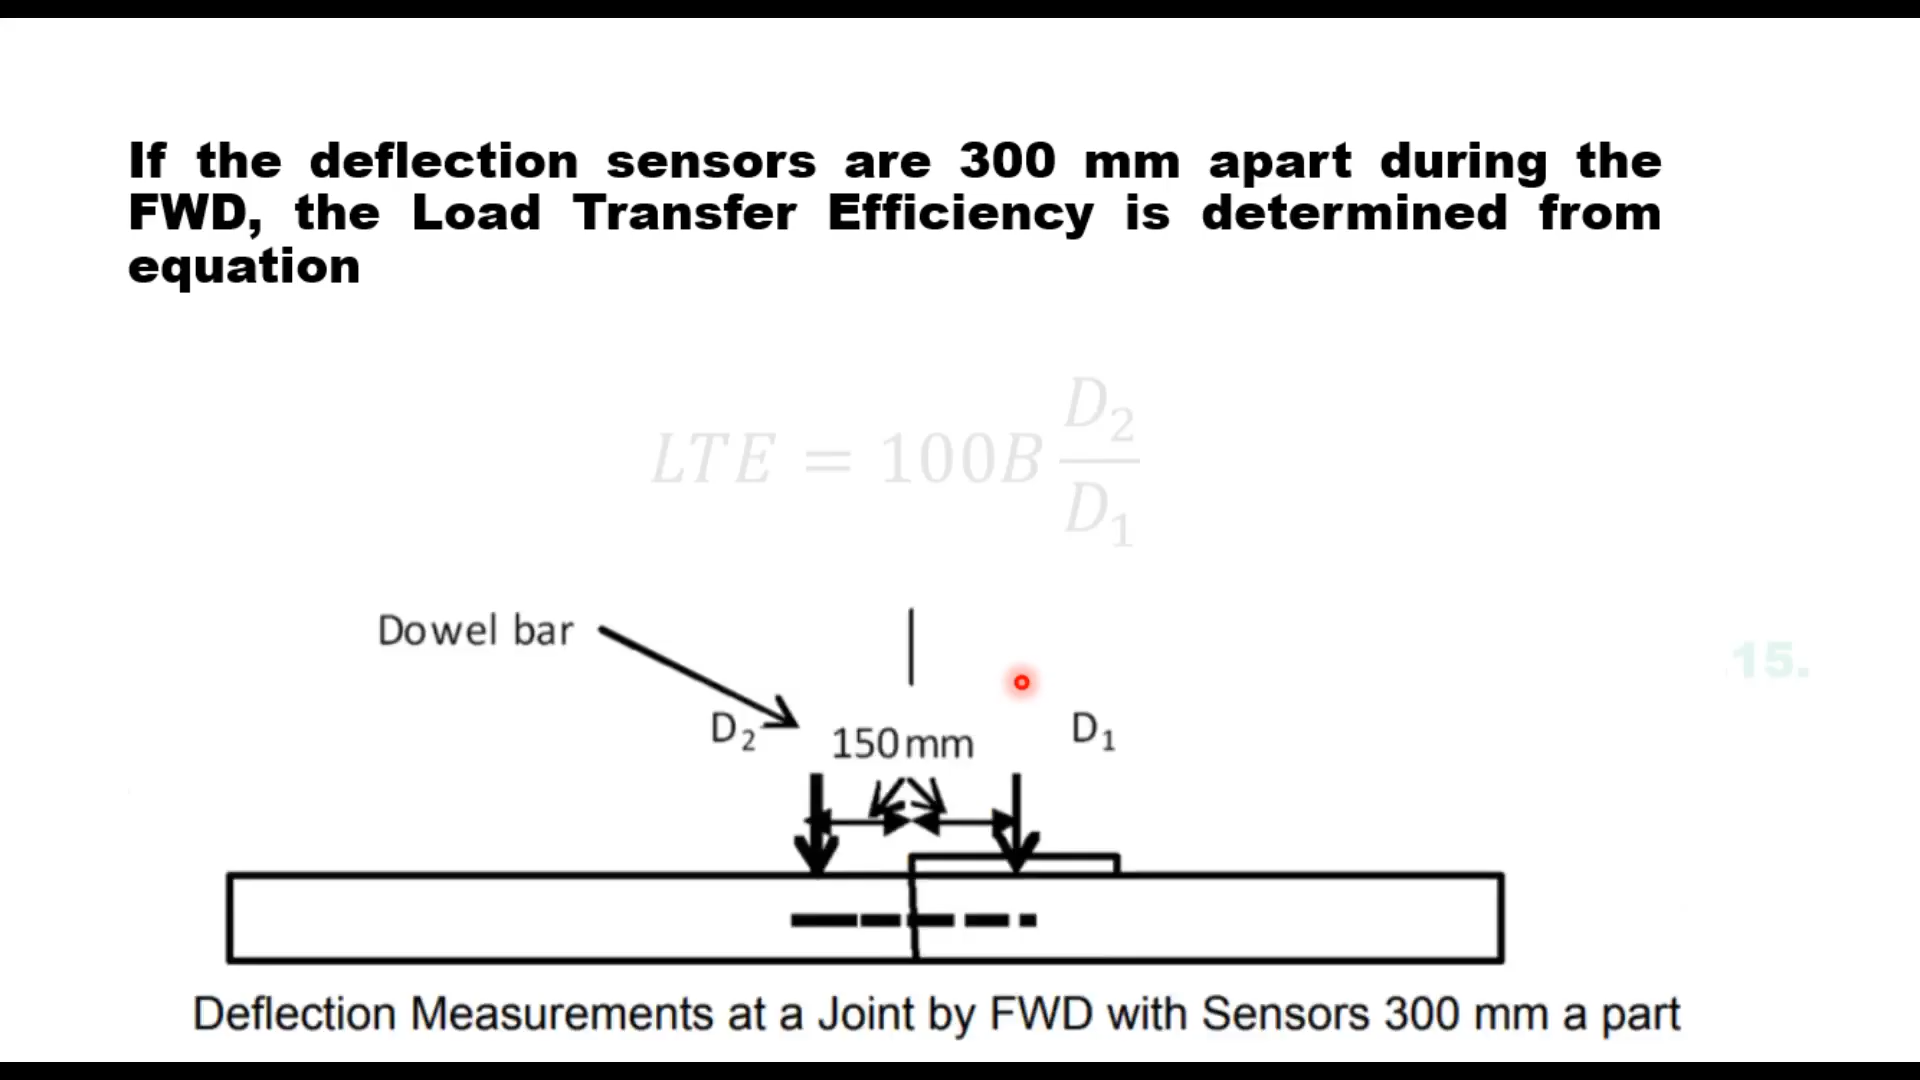 If the deflection sensors are 300 mm apart during the
FWD, the Load Transfer Efficiency is determined from
equation
LTE = 100B D₂/D₁
Dowel bar
D₂
150mm
D₁
15.
Deflection Measurements at a Joint by FWD with Sensors 300 mm a part